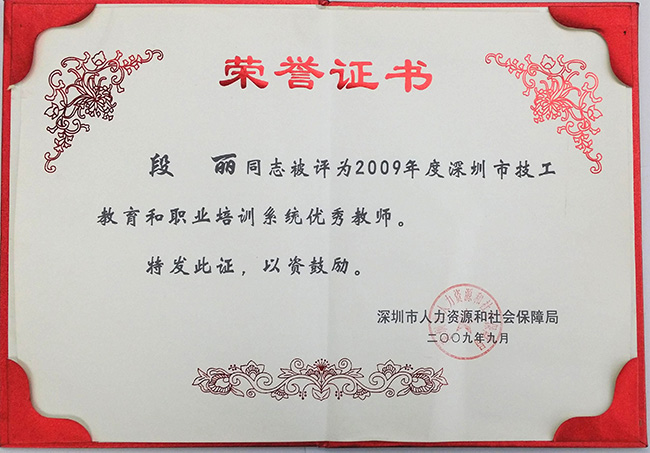 荣誉证书
段 丽同志被评为2009年度深圳市技工
教育和职业培训系统优秀教师。
特发此证，以资鼓励。
深圳市人力资源和社会保障局
二〇〇九年九月